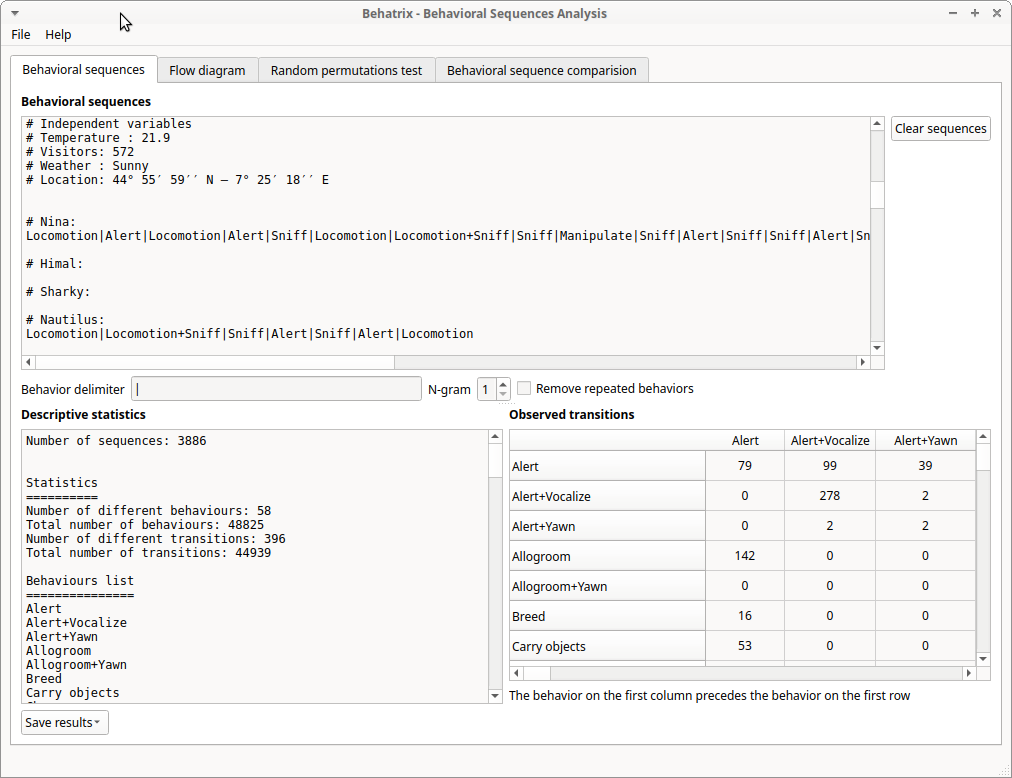 Behatrix - Behavioral Sequences Analysis
File Help
Behavioral sequences Flow diagram Random permutations test Behavioral sequence comparision
Behavioral sequences
# Independent variables
# Temperature : 21.9
# Visitors: 572
# Weather : Sunny
# Location: 44° 55′ 59′′ N – 7° 25′ 18′′ E
# Nina:
Locomotion|Alert|Locomotion|Alert|Sniff|Locomotion|Locomotion+Sniff|Sniff|Manipulate|Sniff|Alert|Sniff|Sniff|Alert|Sn
# Himal:
# Sharky:
# Nautilus:
Locomotion|Locomotion+Sniff|Sniff|Alert|Sniff|Alert|Locomotion
Clear sequences
Behavior delimiter | N-gram 1 Remove repeated behaviors
Descriptive statistics
Number of sequences: 3886
Statistics
==========
Number of different behaviours: 58
Total number of behaviours: 48825
Number of different transitions: 396
Total number of transitions: 44939
Behaviours list
===============
Alert
Alert+Vocalize
Alert+Yawn
Allogroom
Allogroom+Yawn
Breed
Carry objects
Observed transitions
Alert Alert+Vocalize Alert+Yawn
Alert 79 99 39
Alert+Vocalize 0 278 2
Alert+Yawn 0 2 2
Allogroom 142 0 0
Allogroom+Yawn 0 0 0
Breed 16 0 0
Carry objects 53 0 0
The behavior on the first column precedes the behavior on the first row
Save results